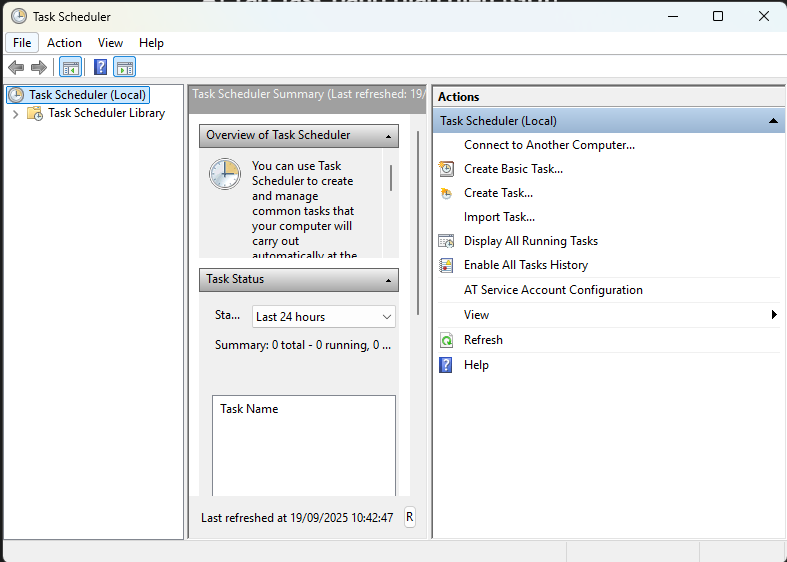 Task Scheduler
File Action View Help
Task Scheduler (Local)
Task Scheduler Library
Task Scheduler Summary (Last refreshed: 19/
Overview of Task Scheduler
You can use Task
Scheduler to create
and manage
common tasks that
your computer will
carry out
automatically at the
Task Status
Sta...
Last 24 hours
Summary: 0 total - 0 running, 0 ...
Task Name
Last refreshed at 19/09/2025 10:42:47
R
Actions
Task Scheduler (Local)
Connect to Another Computer...
Create Basic Task...
Create Task...
Import Task...
Display All Running Tasks
Enable All Tasks History
AT Service Account Configuration
View
Refresh
Help